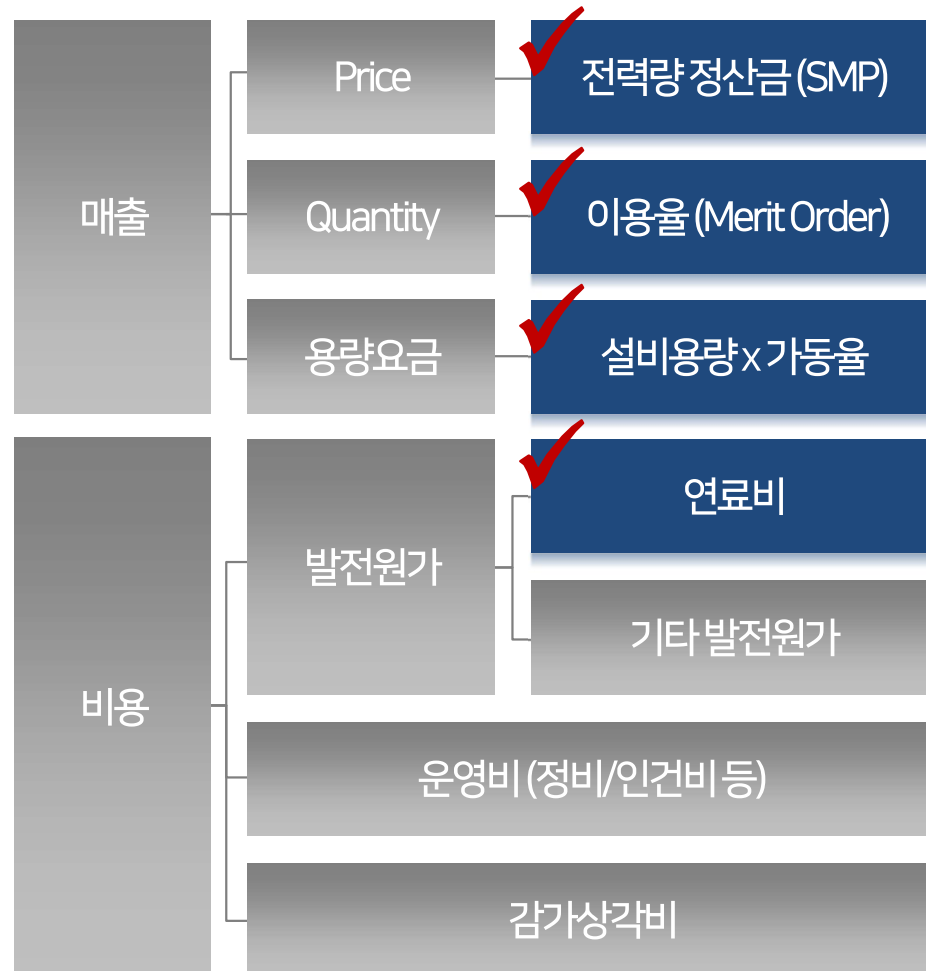 매출
Price
전력량 정산금 (SMP)
Quantity
이용율 (Merit Order)
용량요금
설비용량 x 가동율
비용
발전원가
연료비
기타 발전원가
운영비 (정비/인건비 등)
감가상각비